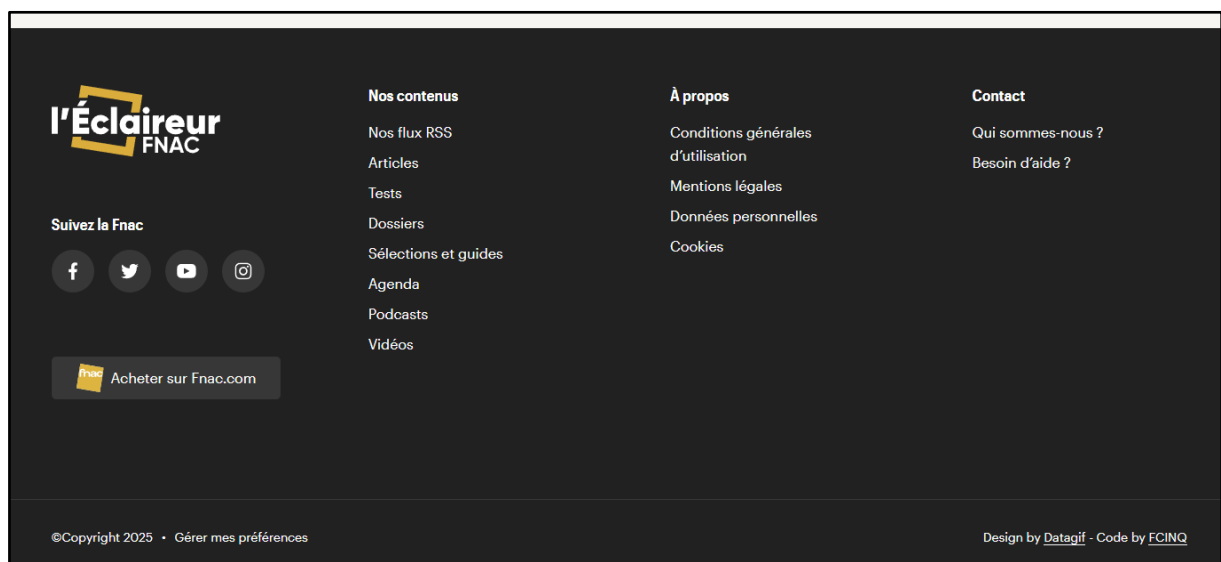 l'Éclaireur
FNAC
Suivez la Fnac
fnac Acheter sur Fnac.com
Nos contenus
Nos flux RSS
Articles
Tests
Dossiers
Sélections et guides
Agenda
Podcasts
Vidéos
À propos
Conditions générales
d'utilisation
Mentions légales
Données personnelles
Cookies
Contact
Qui sommes-nous ?
Besoin d'aide ?
©Copyright 2025 • Gérer mes préférences
Design by Datagif - Code by FCINQ